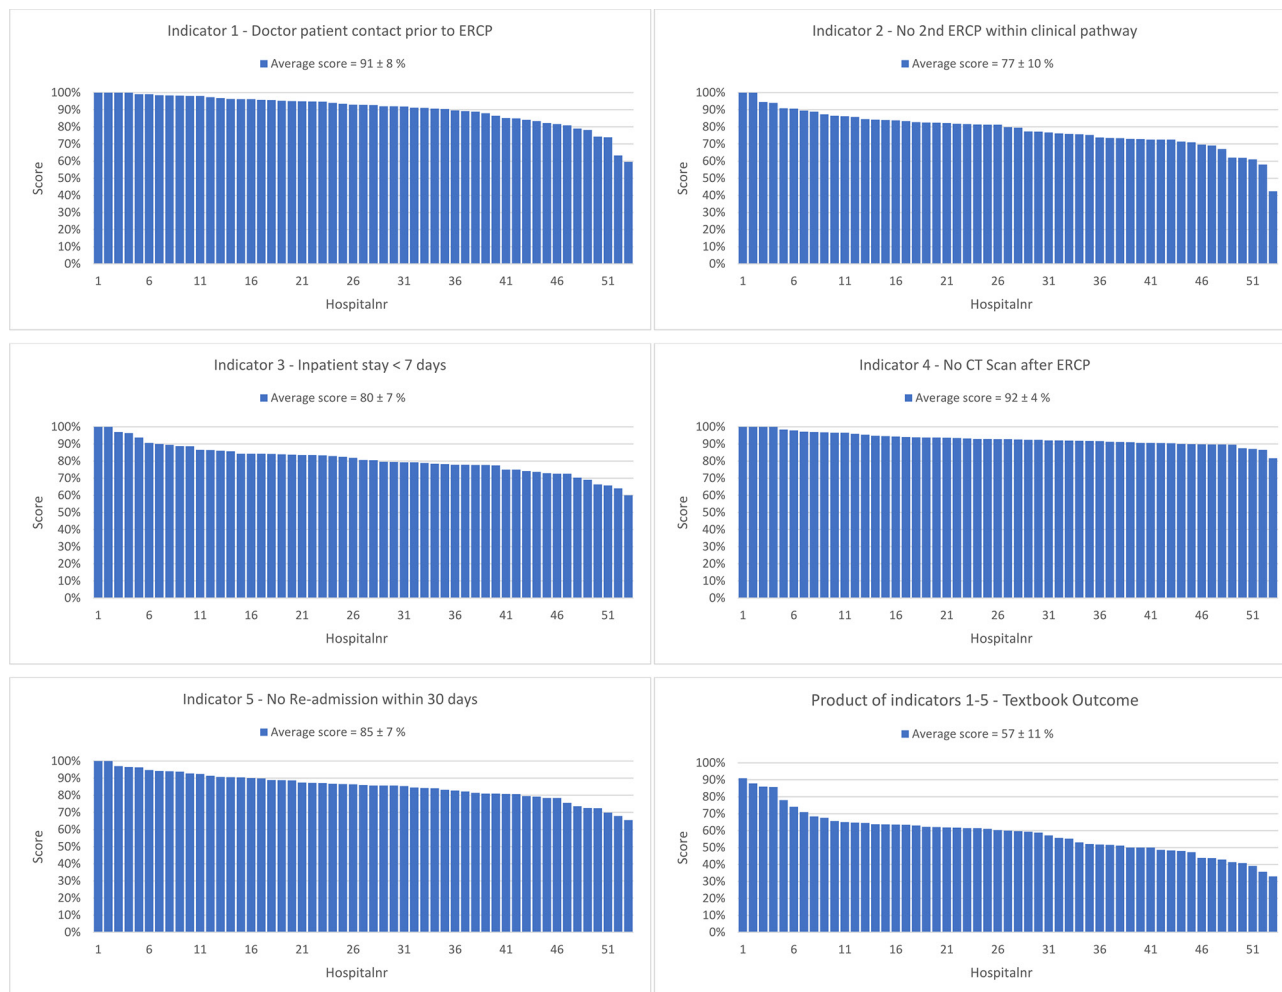 Indicator 1 - Doctor patient contact prior to ERCP
Average score = 91 ± 8 %
100%
90%
80%
70%
60%
50%
40%
30%
20%
10%
0%
Score
1 6 11 16 21 26 31 36 41 46 51
Hospitalnr
Indicator 2 - No 2nd ERCP within clinical pathway
Average score = 77 ± 10 %
100%
90%
80%
70%
60%
50%
40%
30%
20%
10%
0%
Score
1 6 11 16 21 26 31 36 41 46 51
Hospitalnr
Indicator 3 - Inpatient stay < 7 days
Average score = 80 ± 7 %
100%
90%
80%
70%
60%
50%
40%
30%
20%
10%
0%
Score
1 6 11 16 21 26 31 36 41 46 51
Hospitalnr
Indicator 4 - No CT Scan after ERCP
Average score = 92 ± 4 %
100%
90%
80%
70%
60%
50%
40%
30%
20%
10%
0%
Score
1 6 11 16 21 26 31 36 41 46 51
Hospitalnr
Indicator 5 - No Re-admission within 30 days
Average score = 85 ± 7 %
100%
90%
80%
70%
60%
50%
40%
30%
20%
10%
0%
Score
1 6 11 16 21 26 31 36 41 46 51
Hospitalnr
Product of indicators 1-5 - Textbook Outcome
Average score = 57 ± 11 %
100%
90%
80%
70%
60%
50%
40%
30%
20%
10%
0%
Score
1 6 11 16 21 26 31 36 41 46 51
Hospitalnr